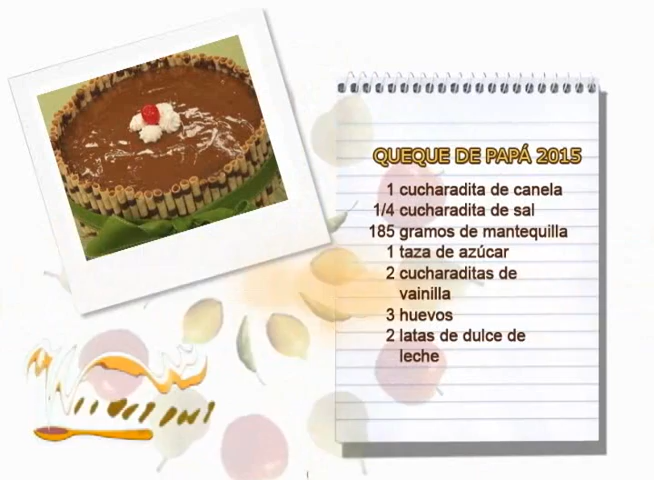 QUEQUE DE PAPÁ 2015
1 cucharadita de canela
1/4 cucharadita de sal
185 gramos de mantequilla
1 taza de azúcar
2 cucharaditas de
vainilla
3 huevos
2 latas de dulce de
leche